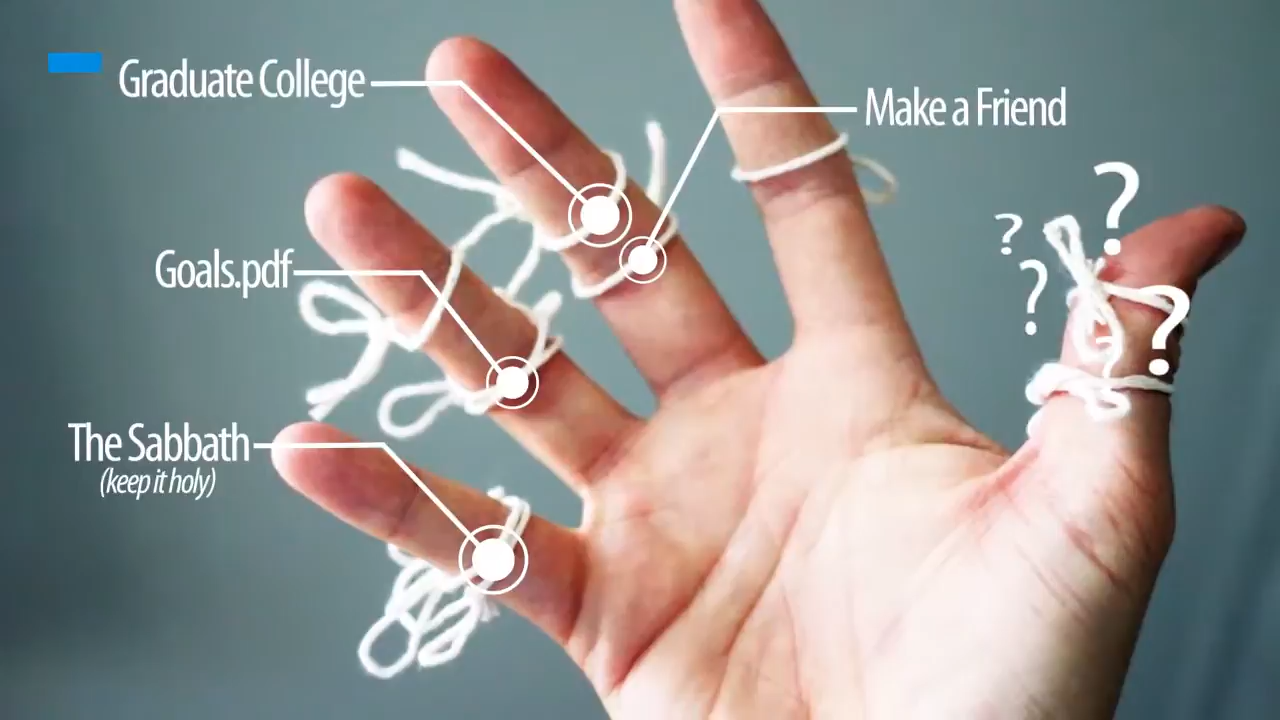 Graduate College
Make a Friend
? ? ? ?
Goals.pdf
The Sabbath
(keep it holy)